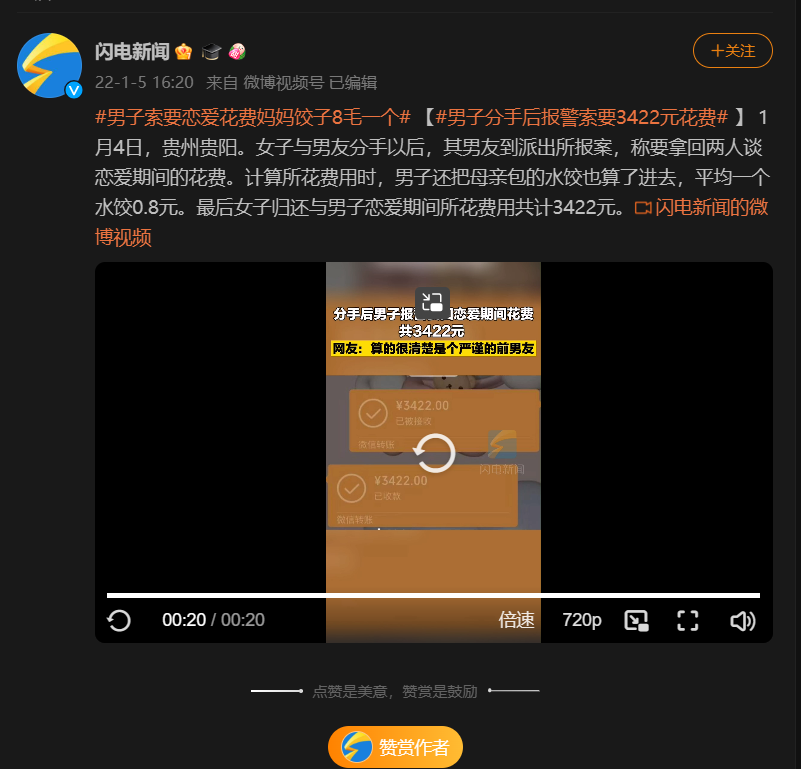 闪电新闻
22-1-5 16:20 来自 微博视频号 已编辑
+关注
#男子索要恋爱花费妈妈饺子8毛一个# 【#男子分手后报警索要3422元花费# 】 1
月4日，贵州贵阳。女子与男友分手以后，其男友到派出所报案，称要拿回两人谈
恋爱期间的花费。计算所花费用时，男子还把母亲包的水饺也算了进去，平均一个
水饺0.8元。最后女子归还与男子恋爱期间所花费用共计3422元。闪电新闻的微
博视频
分手后男子报 恋爱期间花费
共3422元
网友：算的很清楚是个严谨的前男友
¥3422.00
已被接收
微信转账
闪电新闻
¥3422.00
已收款
微信转账
00:20 / 00:20
倍速
720p
点赞是美意，赞赏是鼓励
赞赏作者